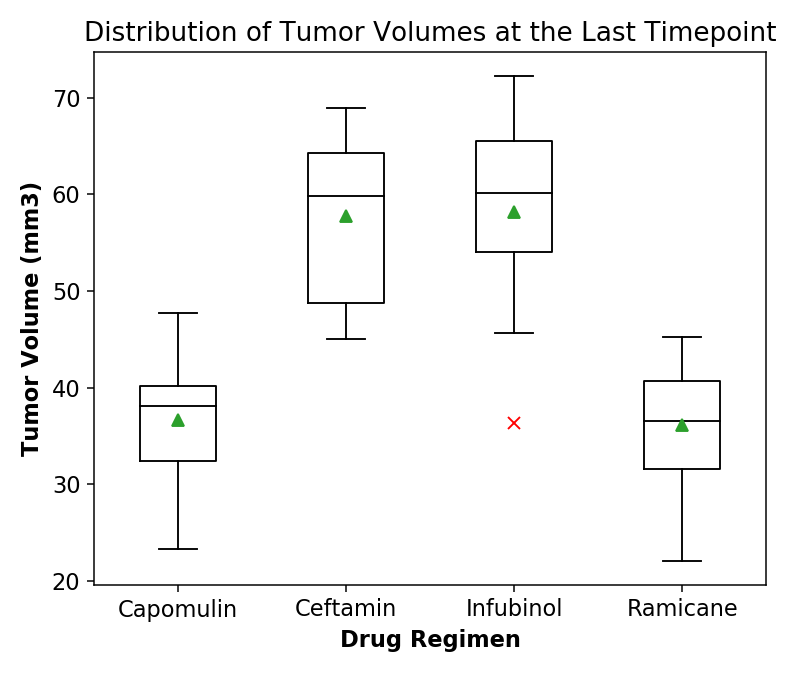 Distribution of Tumor Volumes at the Last Timepoint
Tumor Volume (mm3)
70
60
50
40
30
20
Capomulin Ceftamin Infubinol Ramicane
Drug Regimen